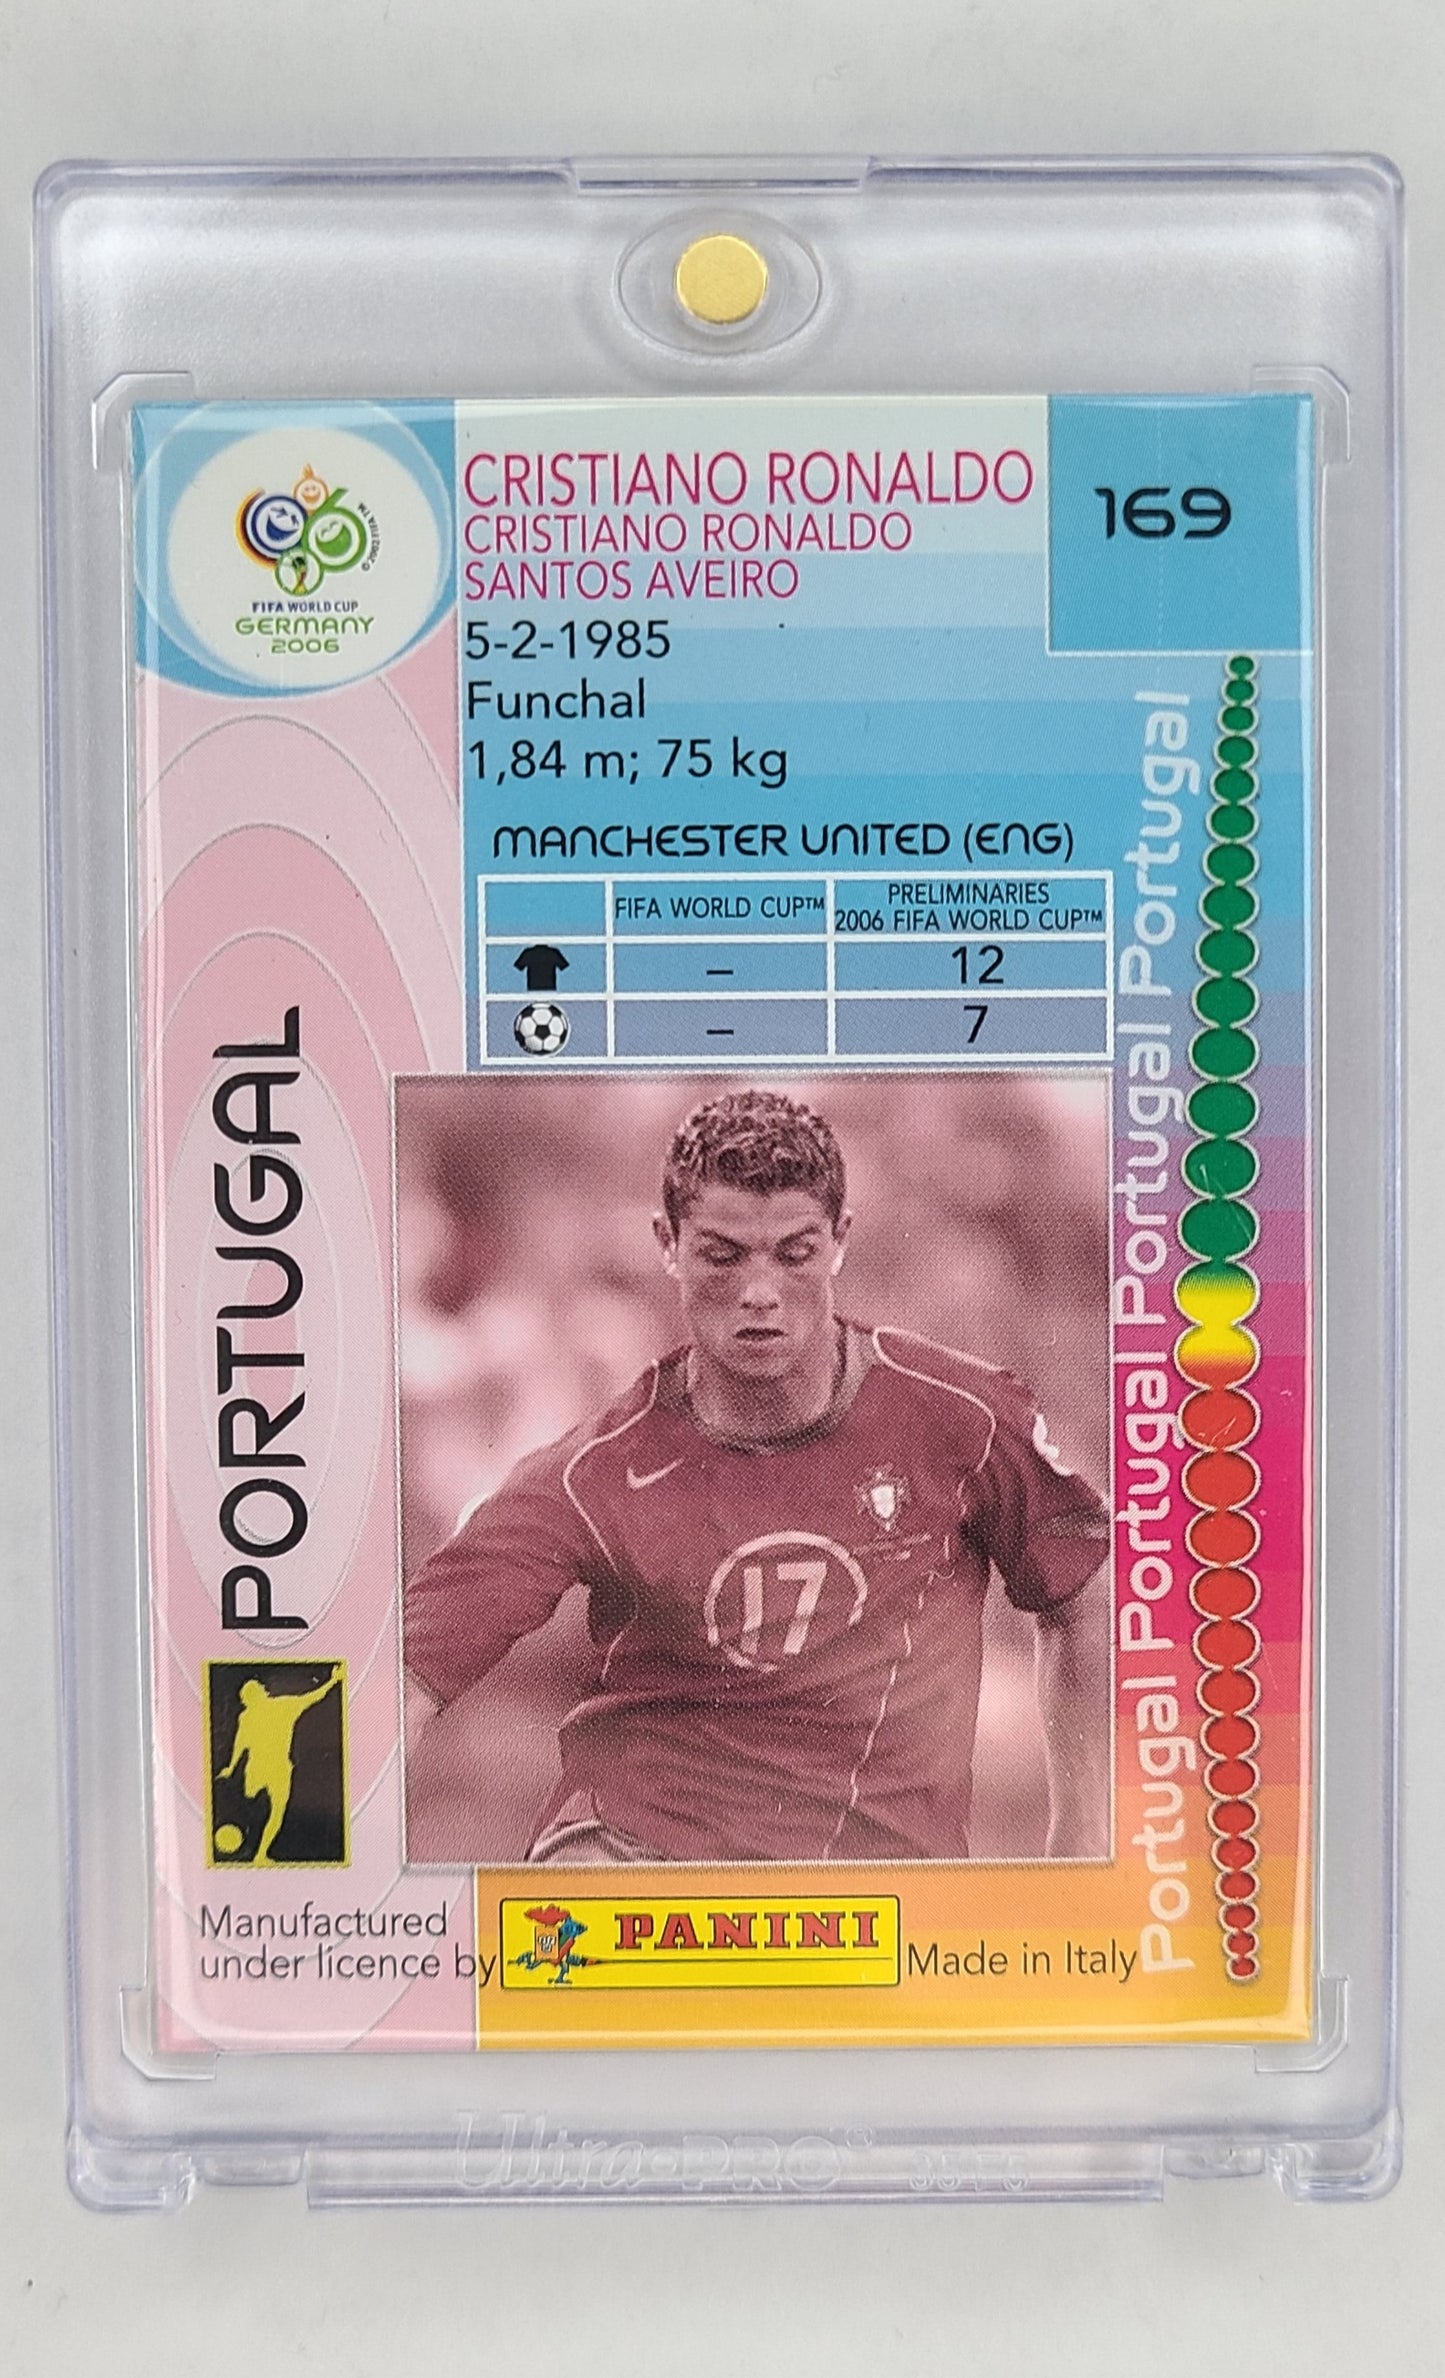 FIFA WORLD CUP
GERMANY
2006
CRISTIANO RONALDO
CRISTIANO RONALDO
SANTOS AVEIRO
5-2-1985
Funchal
1,84 m; 75 kg
169
MANCHESTER UNITED (ENG)
FIFA WORLD CUP™
PRELIMINARIES
2006 FIFA WORLD CUP™
– 12
– 7
PORTUGAL
17
Portugal Portugal Portugal Portugal Portugal Portugal
Manufactured
under licence by
PANINI
Made in Italy
Ultra•PRO® 35PT